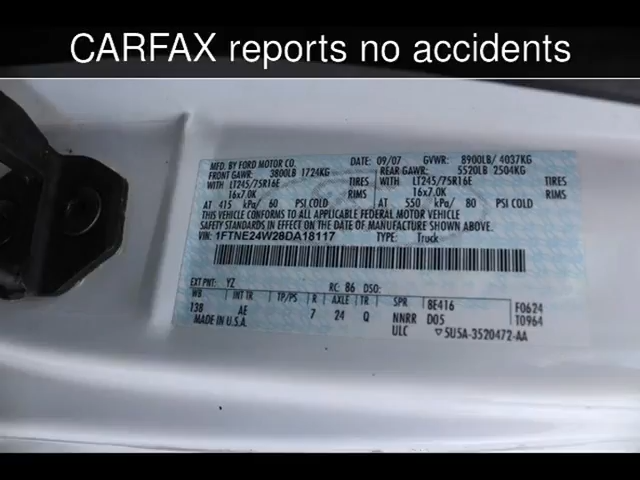 CARFAX reports no accidents
MFD. BY FORD MOTOR CO. 09/07 GVWR: 8900LB/ 4037KG
FRONT GAWR: 3800LB 1724KG REAR GAWR: 5520LB 2504KG
WITH LT245/75R16E TIRES WITH LT245/75R16E TIRES
16x7.0K RIMS 16x7.0K RIMS
AT 415 kPa/ 60 PSI COLD AT 550 kPa/ 80 PSI COLD
THIS VEHICLE CONFORMS TO ALL APPLICABLE FEDERAL MOTOR VEHICLE
SAFETY STANDARDS IN EFFECT ON THE DATE OF MANUFACTURE SHOWN ABOVE.
VIN: 1FTNE24W28DA18117 TYPE: Truck
EXT PNT: YZ RC: 86 DSO:
WB INT TR TP/PS R AXLE TR SPR 8E416 F0624
138 AE 7 24 Q NNRR D05 T0964
MADE IN U.S.A. ULC ▽ 5U5A-3520472-AA